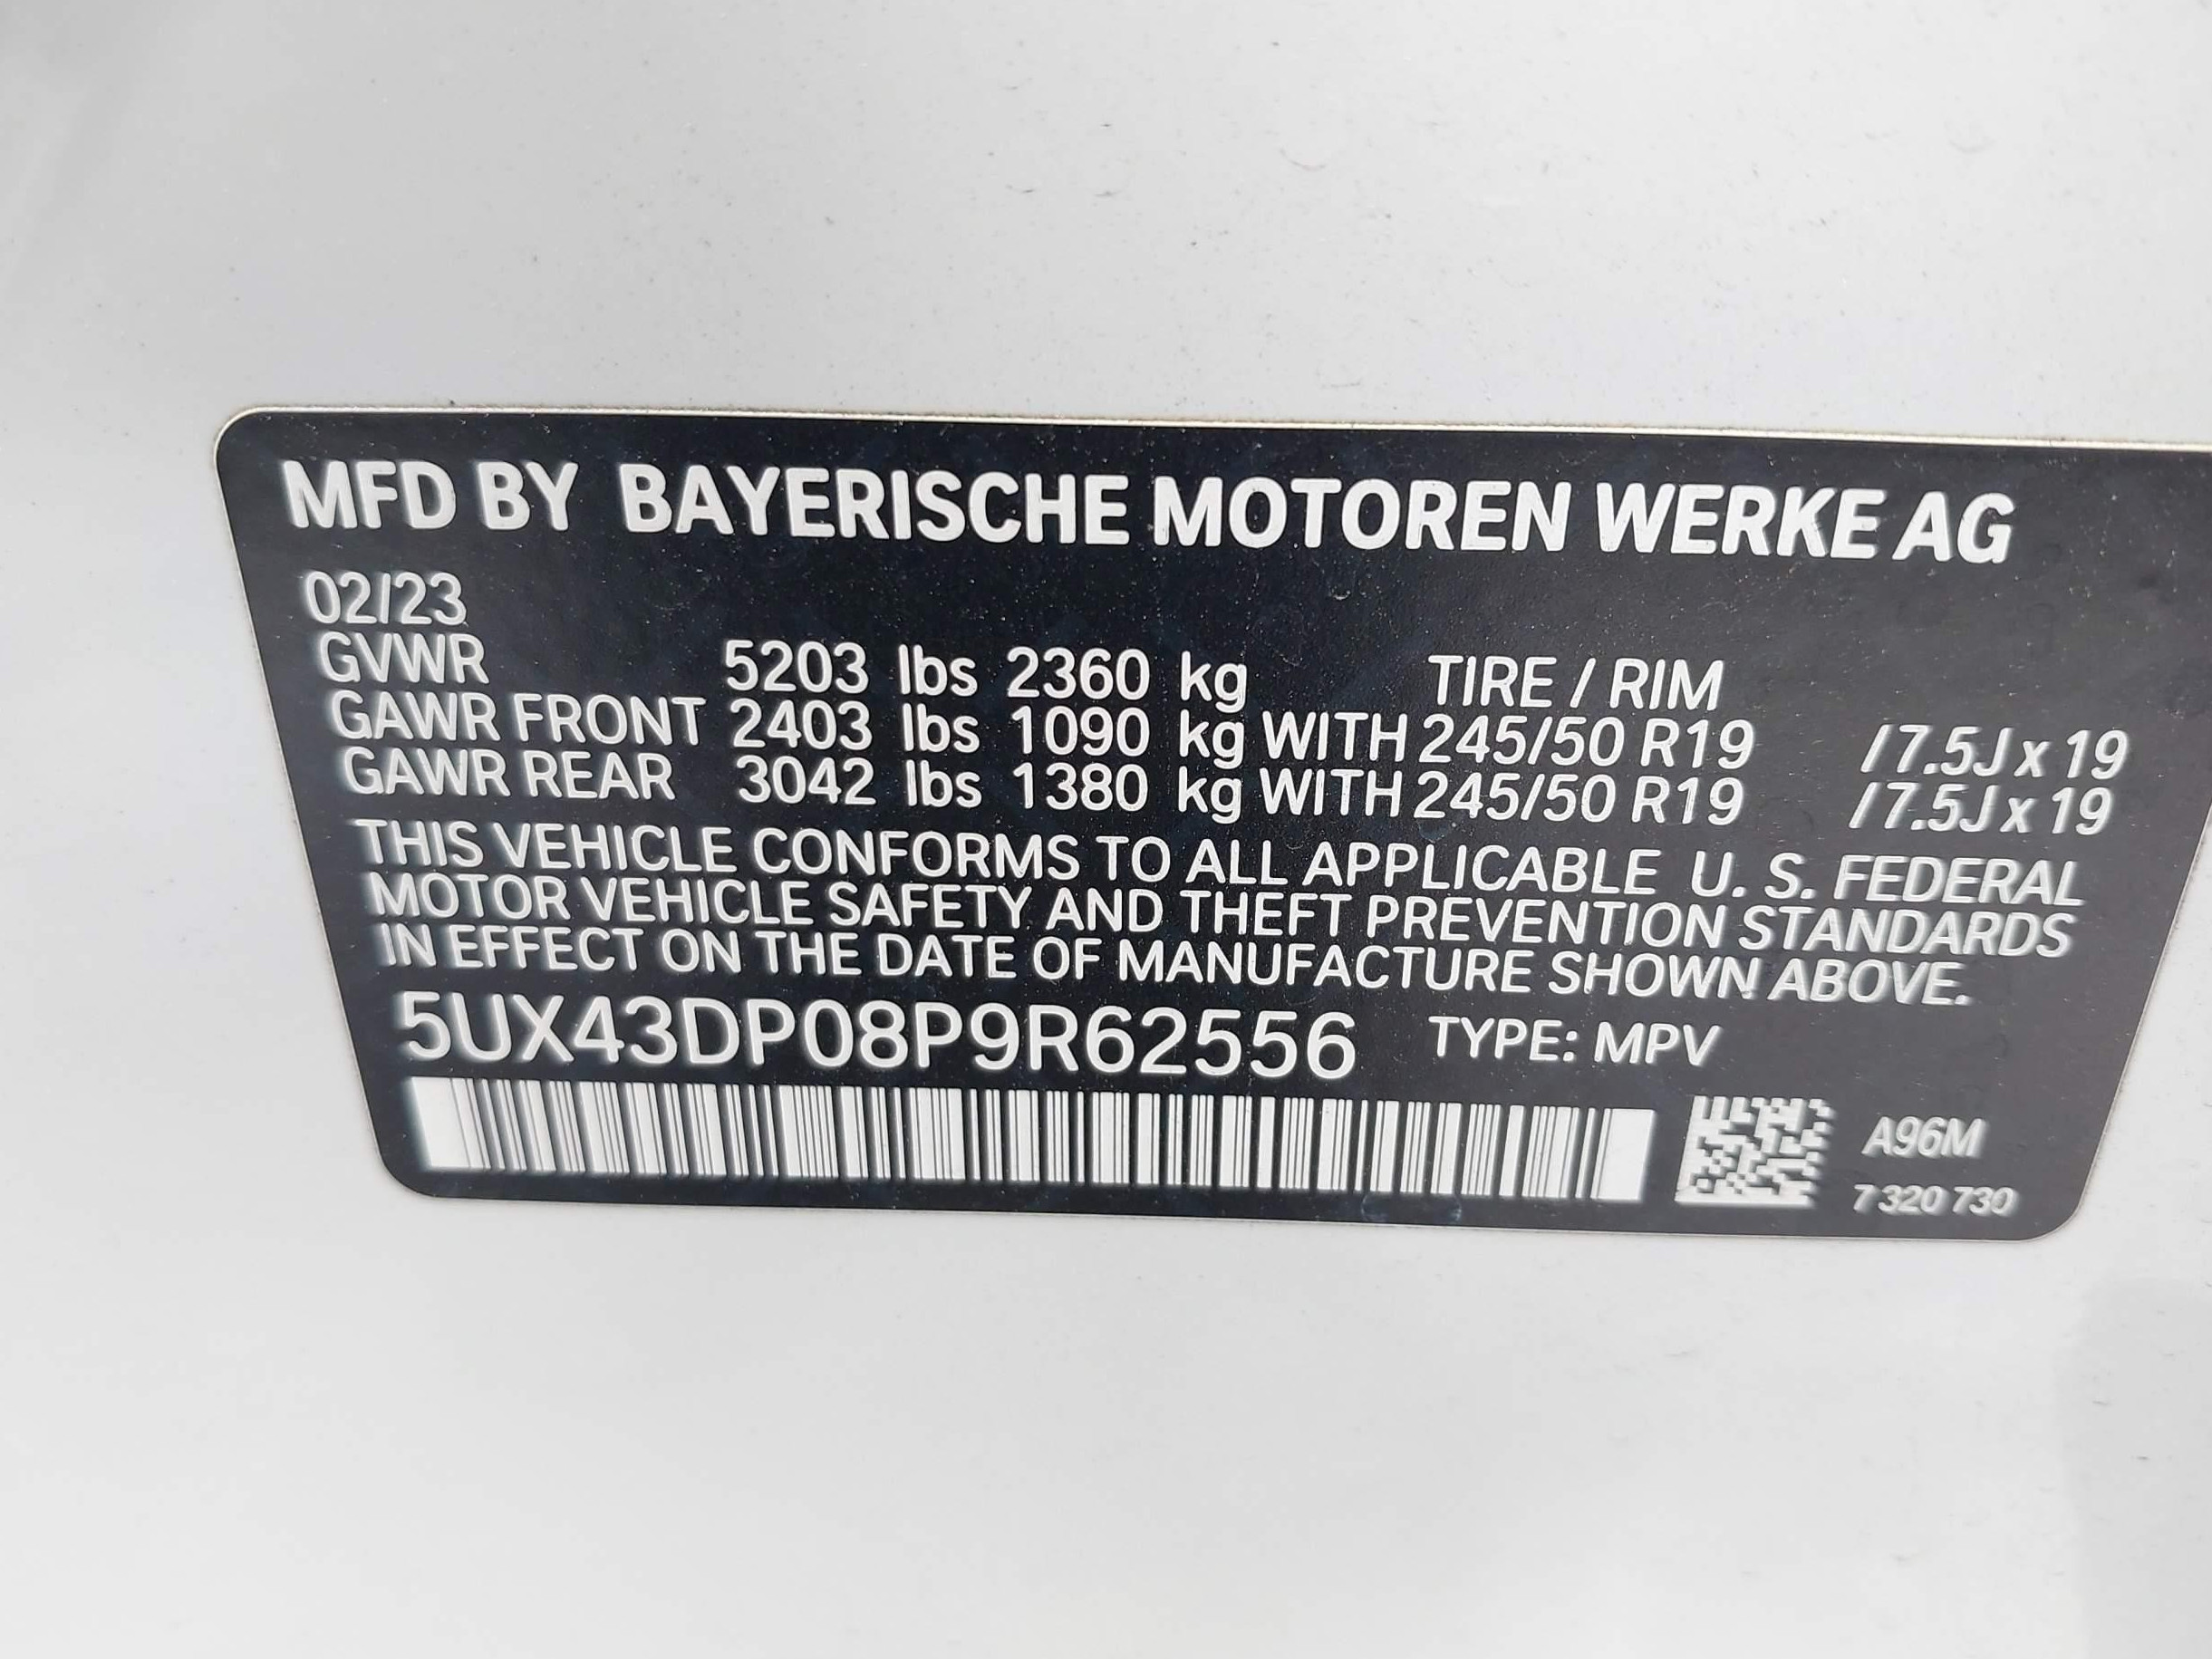 MFD BY BAYERISCHE MOTOREN WERKE AG
02/23
GVWR 5203 lbs 2360 kg TIRE / RIM
GAWR FRONT 2403 lbs 1090 kg WITH 245/50 R19 /7.5J x 19
GAWR REAR 3042 lbs 1380 kg WITH 245/50 R19 /7.5J x 19
THIS VEHICLE CONFORMS TO ALL APPLICABLE U. S. FEDERAL
MOTOR VEHICLE SAFETY AND THEFT PREVENTION STANDARDS
IN EFFECT ON THE DATE OF MANUFACTURE SHOWN ABOVE.
5UX43DP08P9R62556 TYPE: MPV
A96M
7 320 730